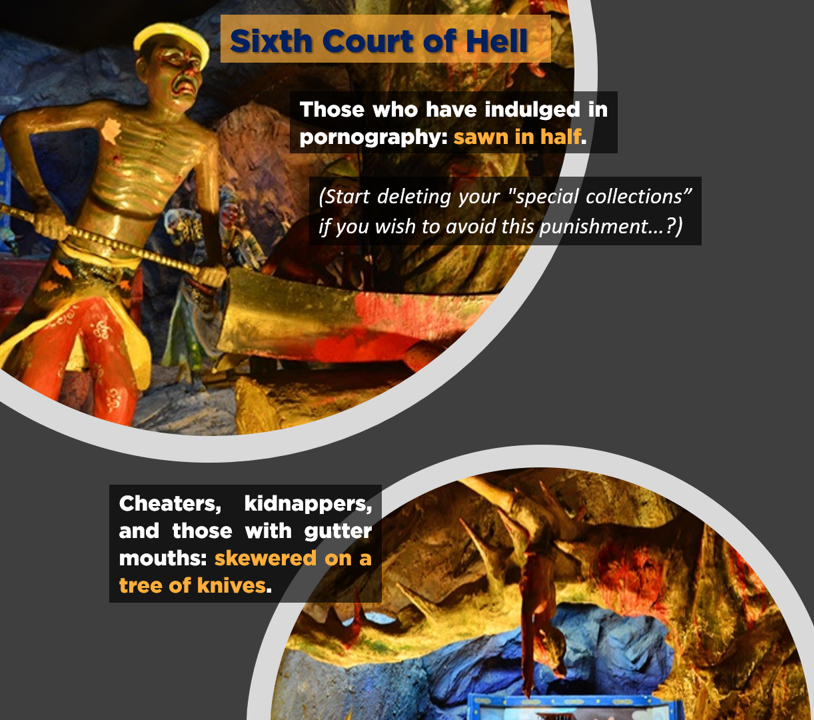 Sixth Court of Hell
Those who have indulged in
pornography: sawn in half.
(Start deleting your "special collections”
if you wish to avoid this punishment...?)
Cheaters, kidnappers,
and those with gutter
mouths: skewered on a
tree of knives.